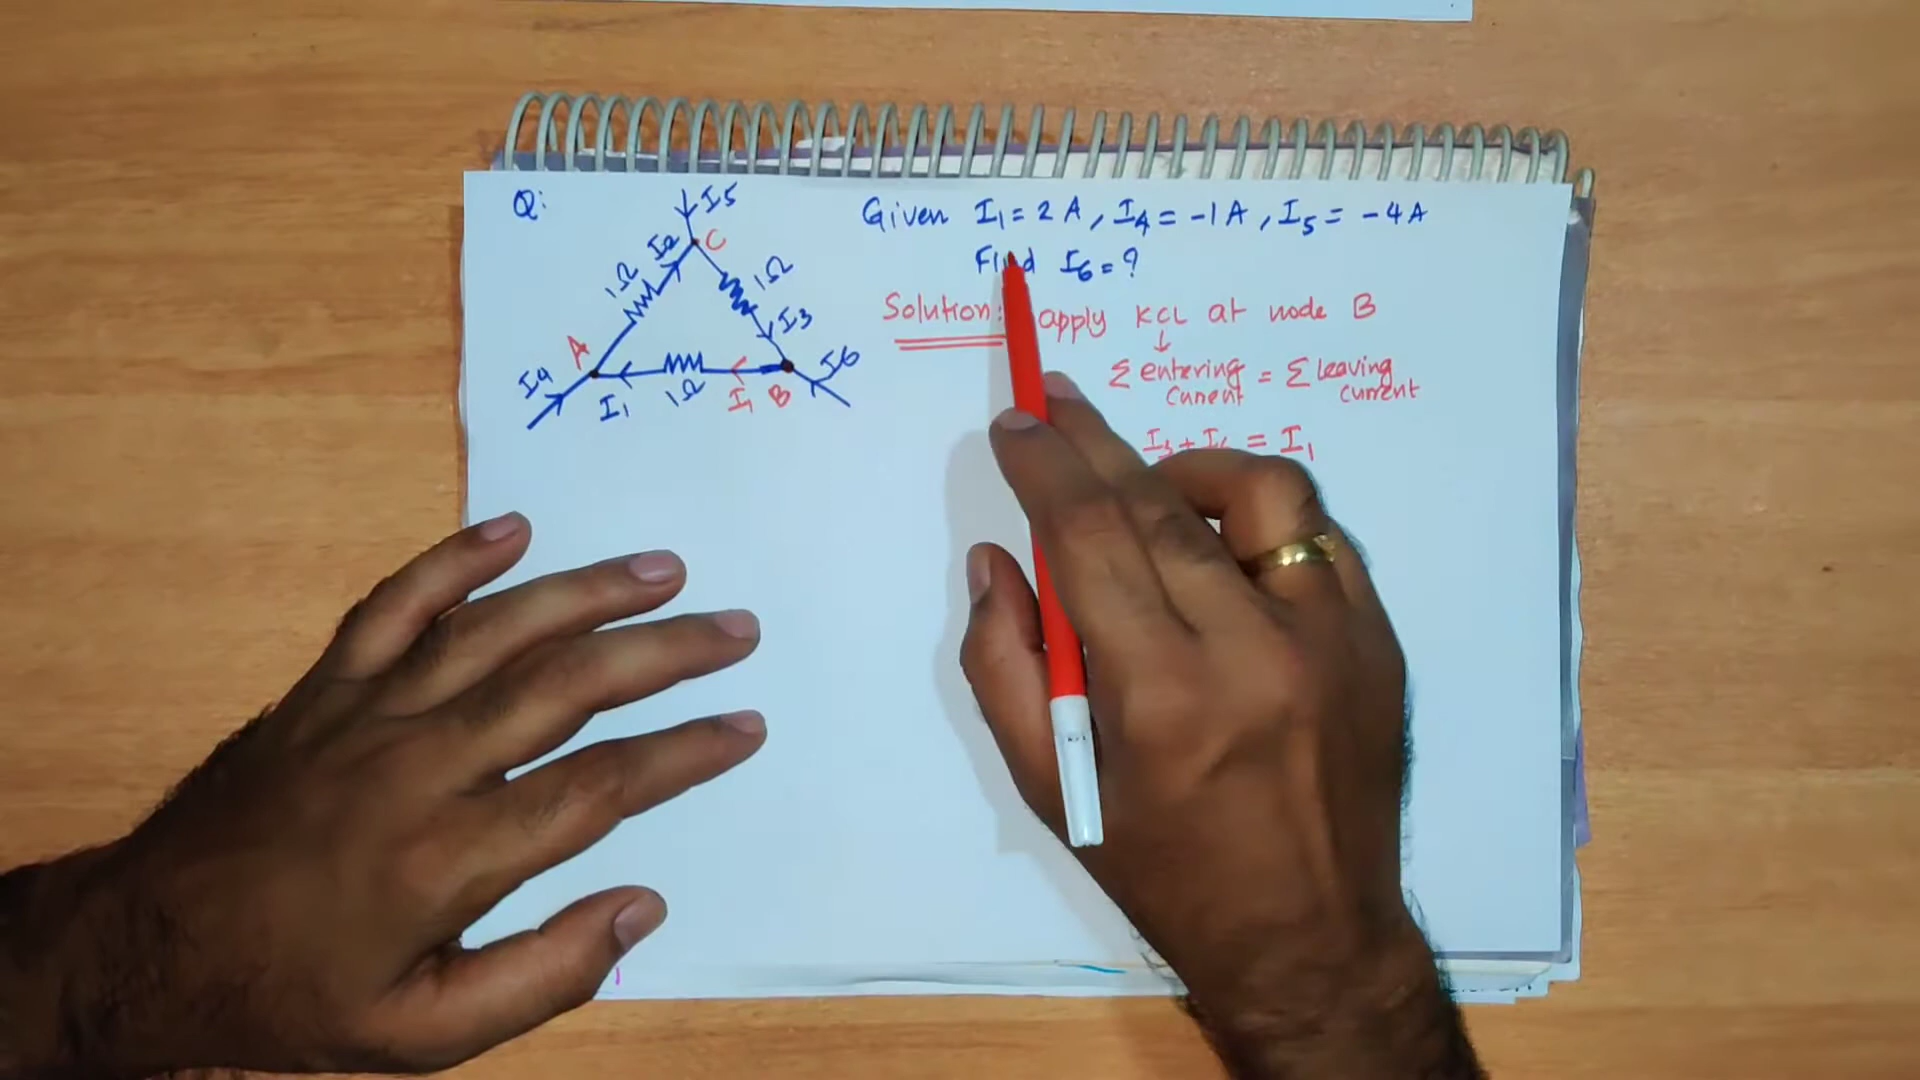 Q:
I5
C
I2
1Ω
1Ω
I3
A
I4
I1
1Ω
I1
B
I6
Given I1 = 2 A, I4 = -1 A, I5 = -4 A
Find I6 = ?
Solution: apply KCL at node B
Σ entering current = Σ leaving current
I3 + = I1